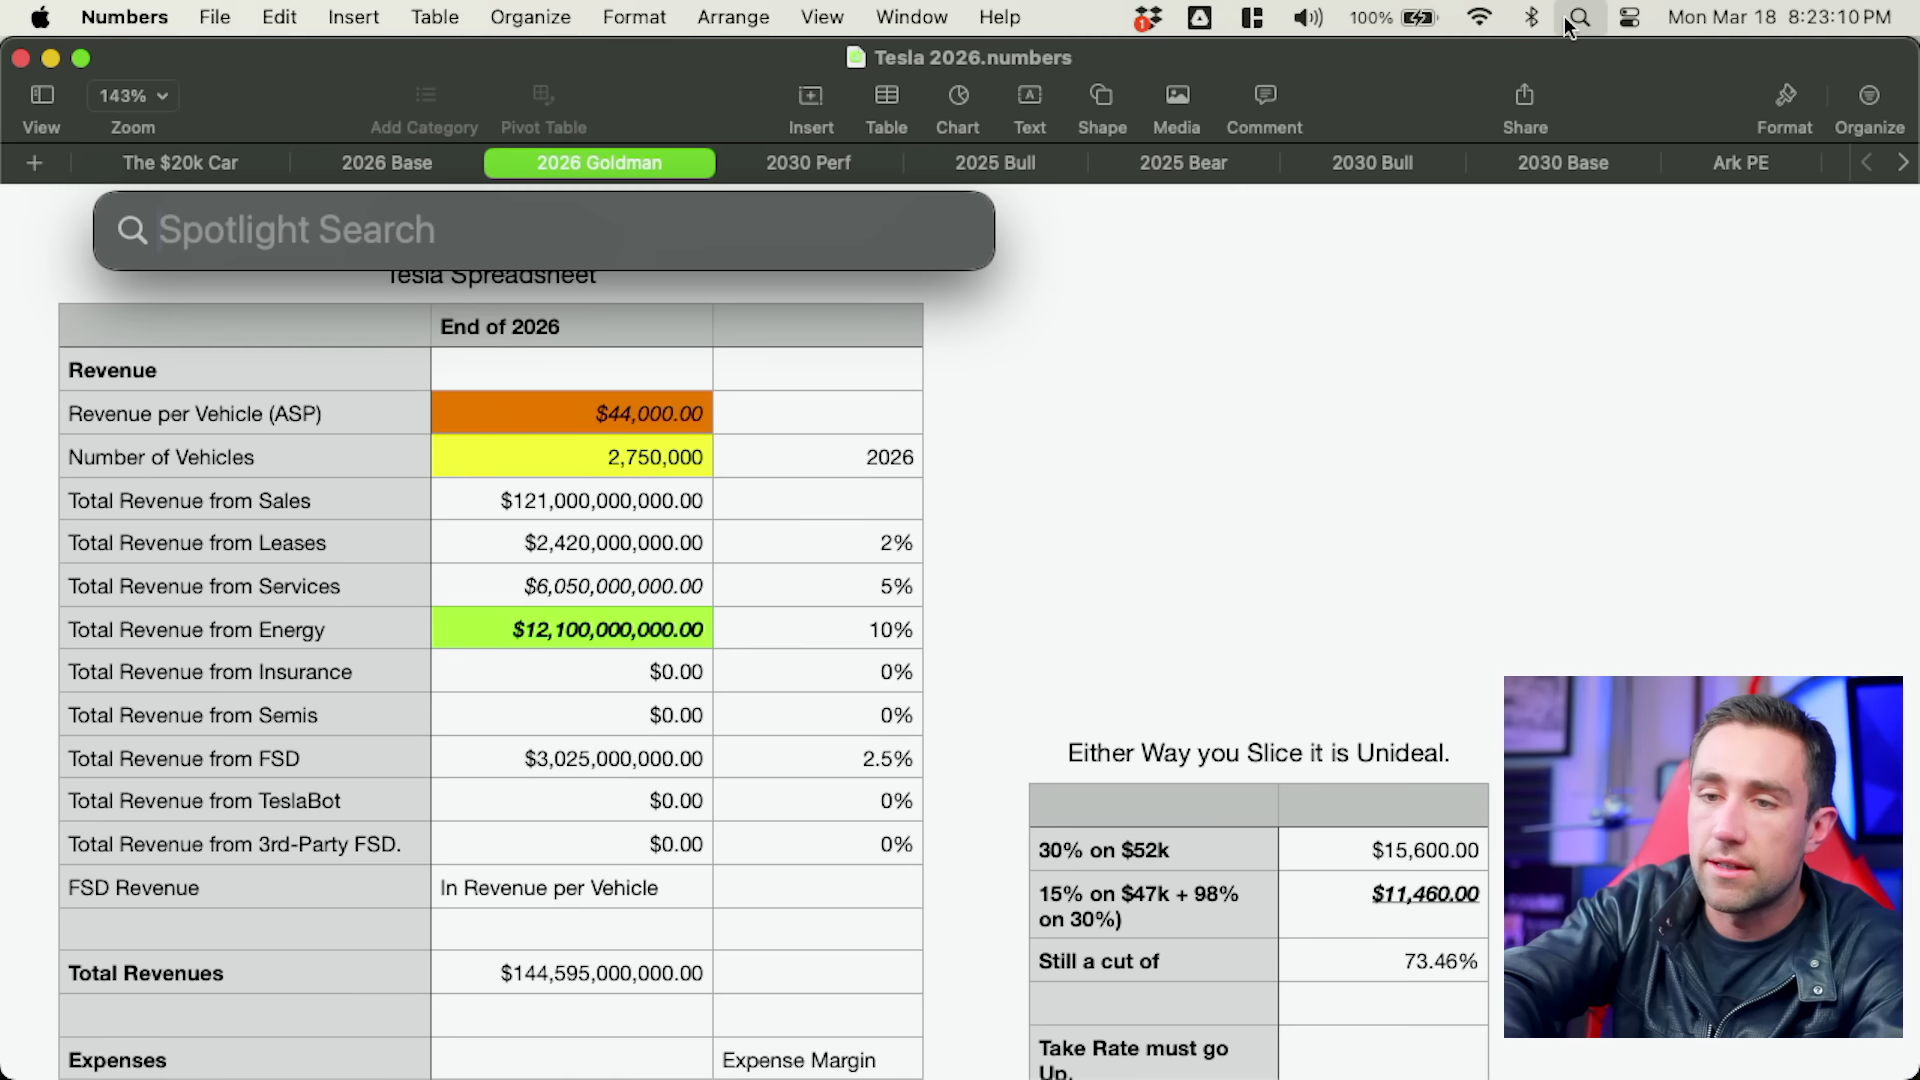 Numbers File Edit Insert Table Organize Format Arrange View Window Help 1 100% Mon Mar 18 8:23:10 PM
Tesla 2026.numbers
143%
View Zoom Add Category Pivot Table Insert Table Chart Text Shape Media Comment Share Format Organize
The $20k Car 2026 Base 2026 Goldman 2030 Perf 2025 Bull 2025 Bear 2030 Bull 2030 Base Ark PE
Spotlight Search
Tesla Spreadsheet
End of 2026
Revenue
Revenue per Vehicle (ASP) $44,000.00
Number of Vehicles 2,750,000 2026
Total Revenue from Sales $121,000,000,000.00
Total Revenue from Leases $2,420,000,000.00 2%
Total Revenue from Services $6,050,000,000.00 5%
Total Revenue from Energy $12,100,000,000.00 10%
Total Revenue from Insurance $0.00 0%
Total Revenue from Semis $0.00 0%
Total Revenue from FSD $3,025,000,000.00 2.5%
Total Revenue from TeslaBot $0.00 0%
Total Revenue from 3rd-Party FSD. $0.00 0%
FSD Revenue In Revenue per Vehicle
Total Revenues $144,595,000,000.00
Expenses Expense Margin
Either Way you Slice it is Unideal.
30% on $52k $15,600.00
15% on $47k + 98% $11,460.00
on 30%)
Still a cut of 73.46%
Take Rate must go
Up.